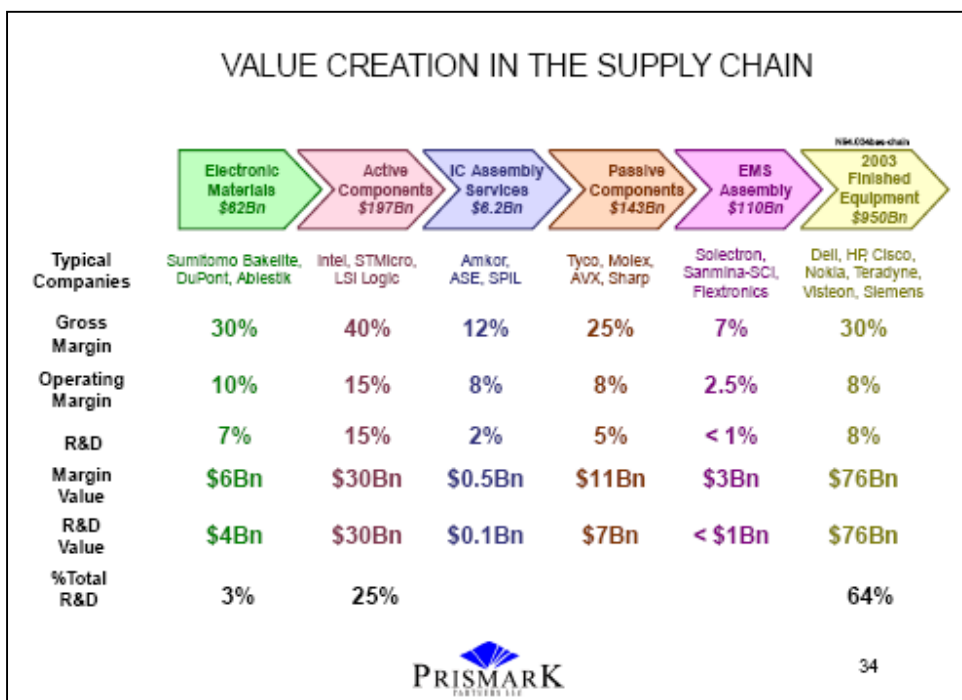 VALUE CREATION IN THE SUPPLY CHAIN
Electronic
Materials
$62Bn
Active
Components
$197Bn
IC Assembly
Services
$6.2Bn
Passive
Components
$143Bn
EMS
Assembly
$110Bn
2003
Finished
Equipment
$950Bn
Typical
Companies
Sumitomo Bakelite,
DuPont, Ablestik
Intel, STMicro,
LSI Logic
Amkor,
ASE, SPIL
Tyco, Molex,
AVX, Sharp
Solectron,
Sanmina-SCI,
Flextronics
Dell, HP, Cisco,
Nokia, Teradyne,
Visteon, Siemens
Gross
Margin
30% 40% 12% 25% 7% 30%
Operating
Margin
10% 15% 8% 8% 2.5% 8%
R&D 7% 15% 2% 5% < 1% 8%
Margin
Value
$6Bn $30Bn $0.5Bn $11Bn $3Bn $76Bn
R&D
Value
$4Bn $30Bn $0.1Bn $7Bn < $1Bn $76Bn
%Total
R&D
3% 25% 64%
PRISMARK
PARTNERS LLC
34